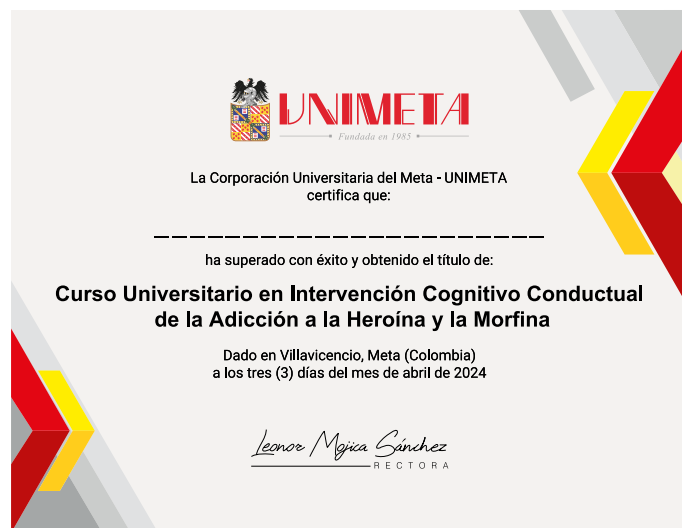 UNIMETA
Fundada en 1985
La Corporación Universitaria del Meta - UNIMETA
certifica que:
ha superado con éxito y obtenido el título de:
Curso Universitario en Intervención Cognitivo Conductual
de la Adicción a la Heroína y la Morfina
Dado en Villavicencio, Meta (Colombia)
a los tres (3) días del mes de abril de 2024
Leonor Mojica Sánchez
RECTORA